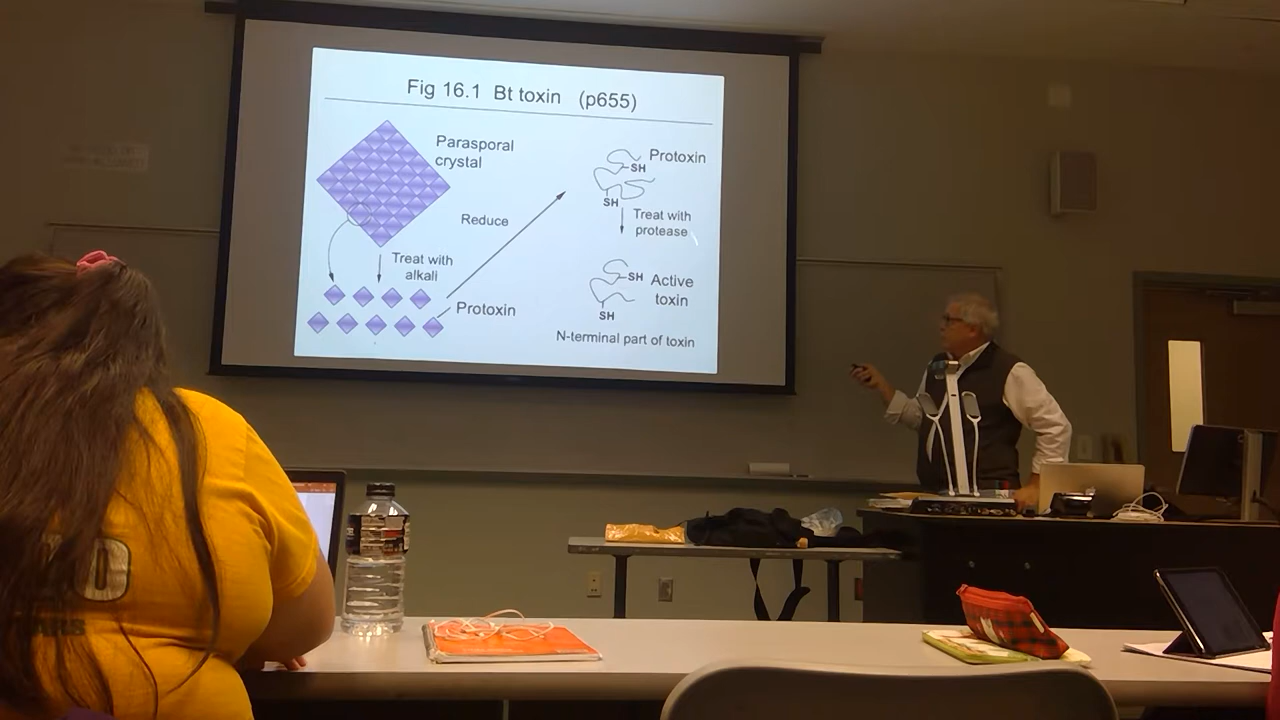 Fig 16.1 Bt toxin (p655)
Parasporal
crystal
Treat with
alkali
Protoxin
Reduce
Protoxin
SH
SH
Treat with
protease
SH
Active
toxin
SH
N-terminal part of toxin